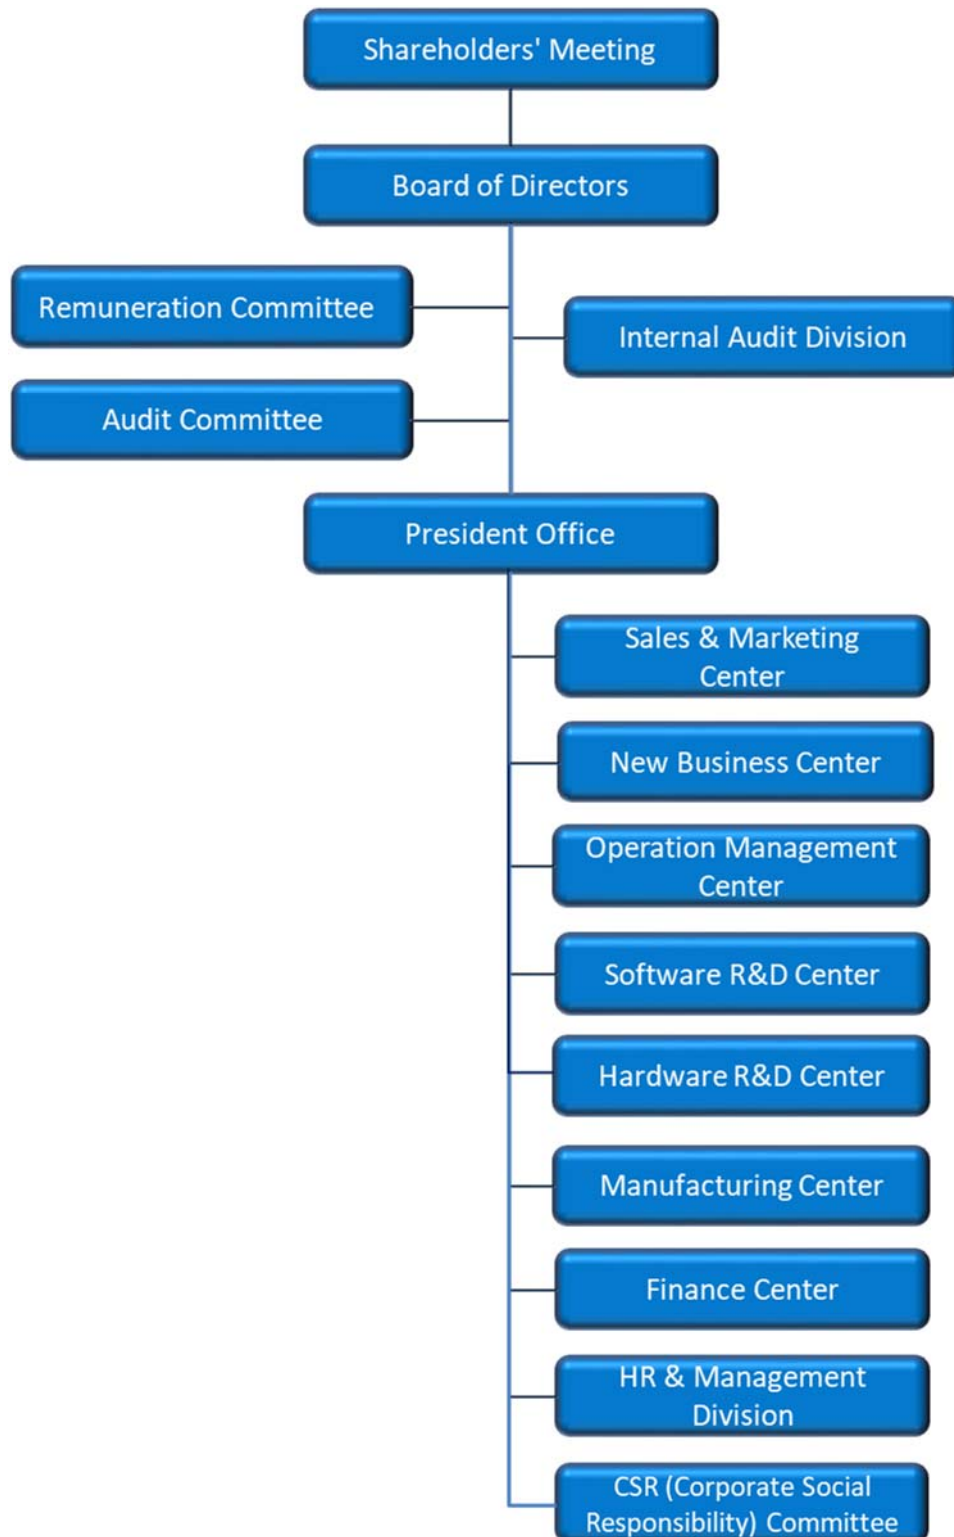 Shareholders' Meeting
Board of Directors
Remuneration Committee
Internal Audit Division
Audit Committee
President Office
Sales & Marketing
Center
New Business Center
Operation Management
Center
Software R&D Center
Hardware R&D Center
Manufacturing Center
Finance Center
HR & Management
Division
CSR (Corporate Social
Responsibility) Committee